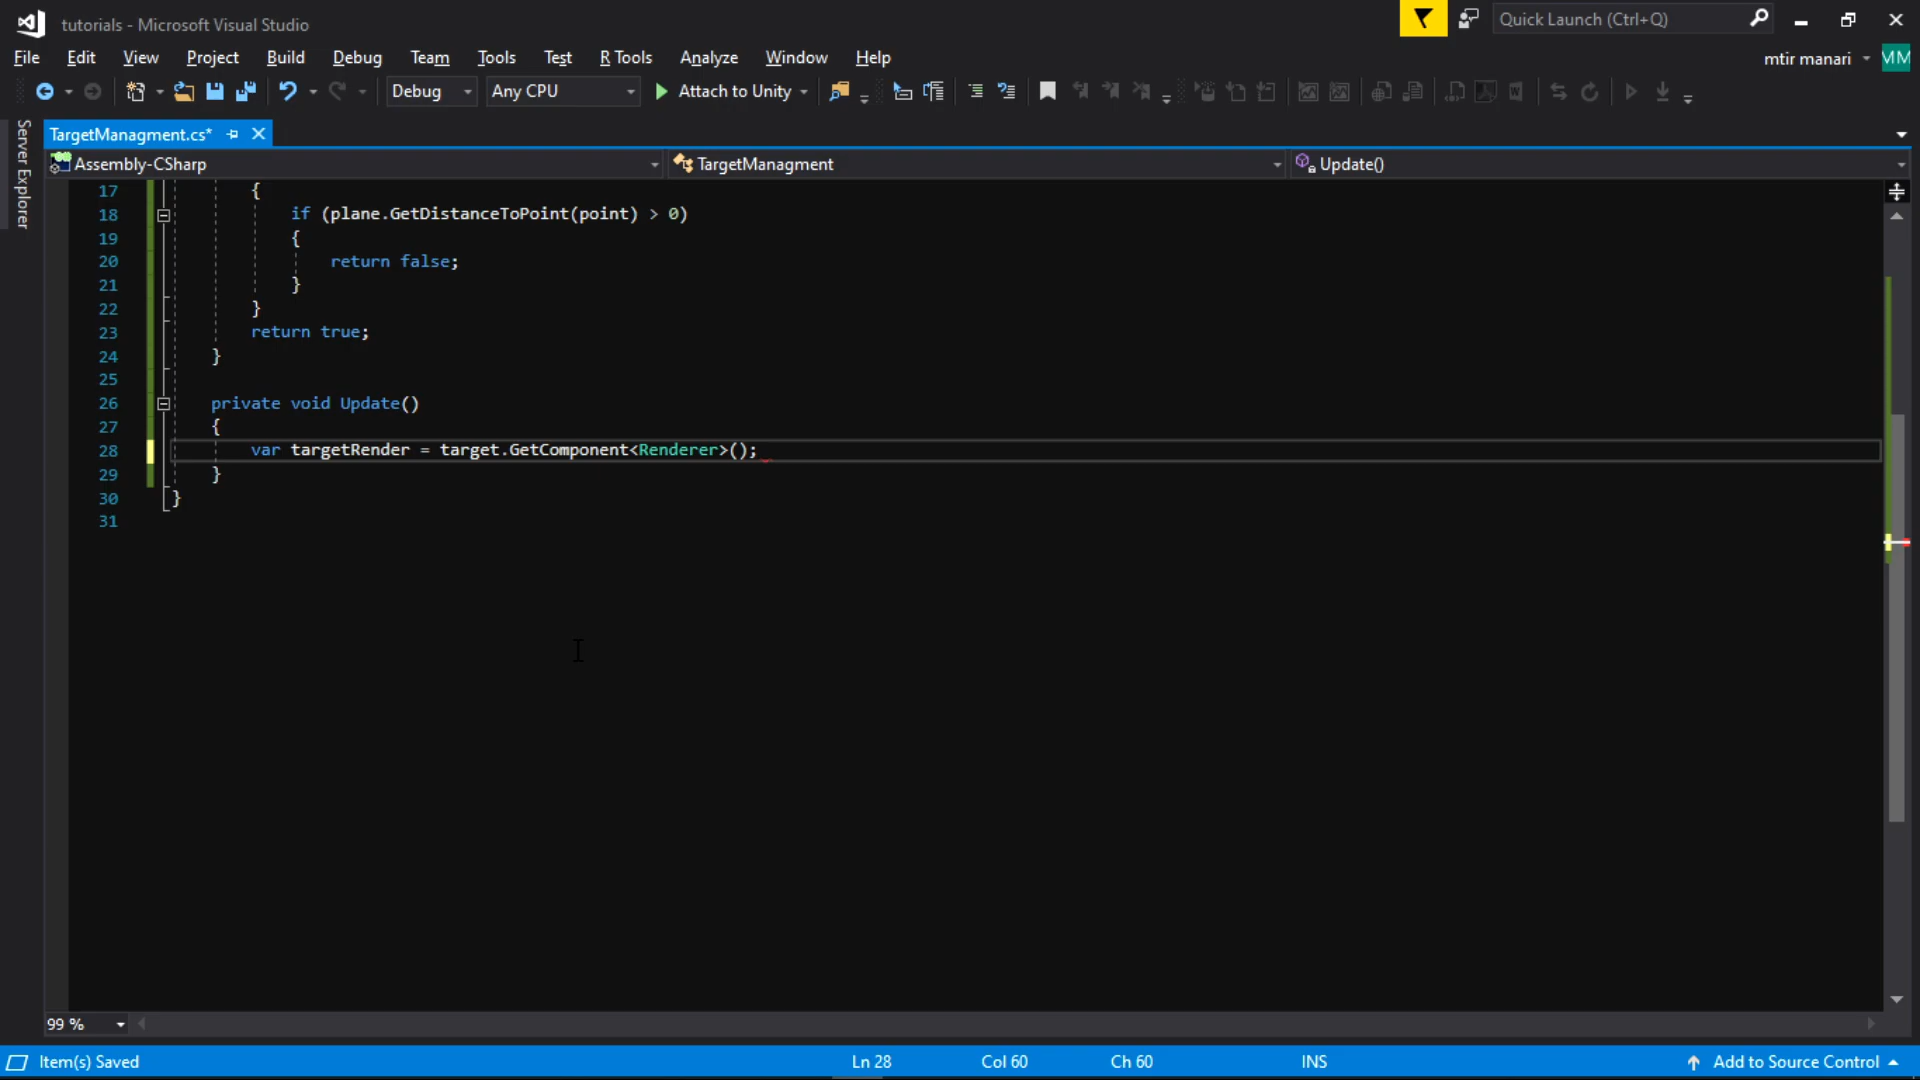 tutorials - Microsoft Visual Studio
Quick Launch (Ctrl+Q)
File Edit View Project Build Debug Team Tools Test R Tools Analyze Window Help
mtir manari MM
Debug Any CPU Attach to Unity
Server Explorer
TargetManagment.cs*
Assembly-CSharp TargetManagment Update()
17 {
18 if (plane.GetDistanceToPoint(point) > 0)
19 {
20 return false;
21 }
22 }
23 return true;
24 }
25
26 private void Update()
27 {
28 var targetRender = target.GetComponent<Renderer>();
29 }
30 }
31
99 %
Item(s) Saved Ln 28 Col 60 Ch 60 INS Add to Source Control